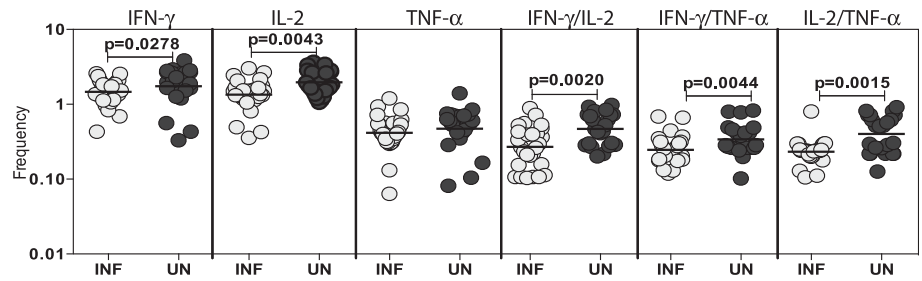 IFN-γ IL-2 TNF-α IFN-γ/IL-2 IFN-γ/TNF-α IL-2/TNF-α
10
p=0.0278 p=0.0043 p=0.0020 p=0.0044 p=0.0015
1
Frequency
0.10
0.01
INF UN INF UN INF UN INF UN INF UN INF UN